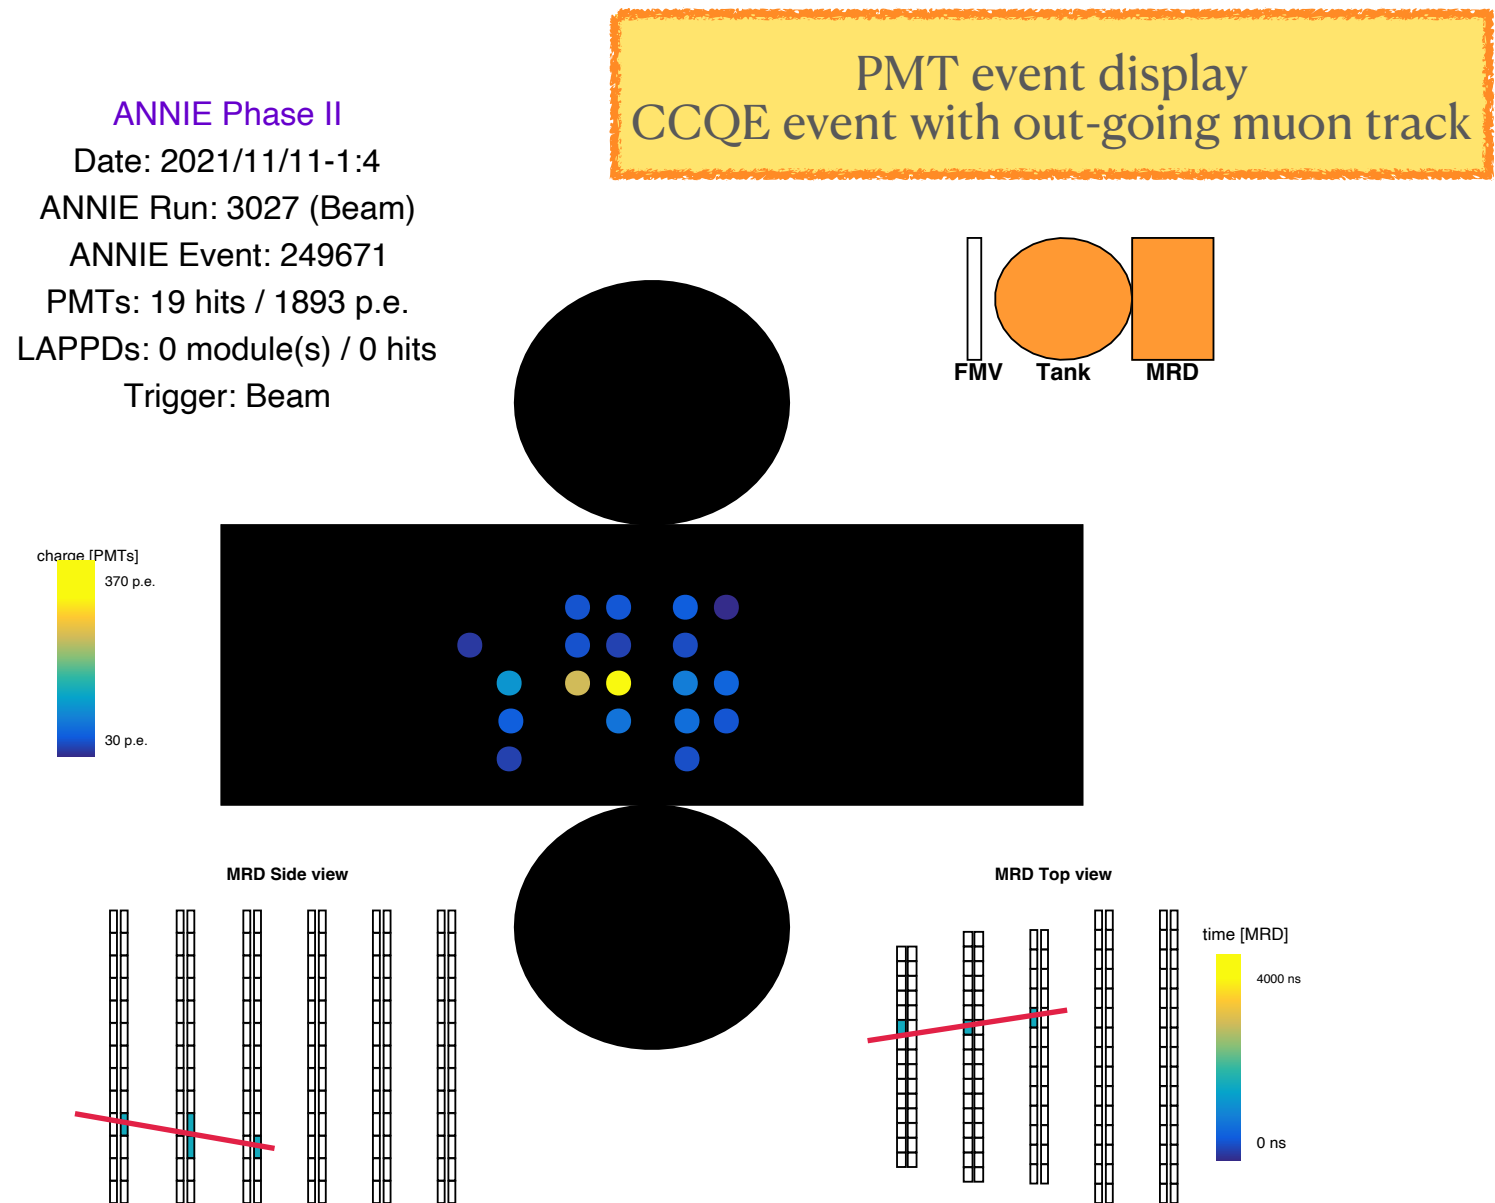 PMT event display
CCQE event with out-going muon track
ANNIE Phase II
Date: 2021/11/11-1:4
ANNIE Run: 3027 (Beam)
ANNIE Event: 249671
PMTs: 19 hits / 1893 p.e.
LAPPDs: 0 module(s) / 0 hits
Trigger: Beam
FMV Tank MRD
charge [PMTs]
370 p.e.
30 p.e.
MRD Side view
MRD Top view
time [MRD]
4000 ns
0 ns